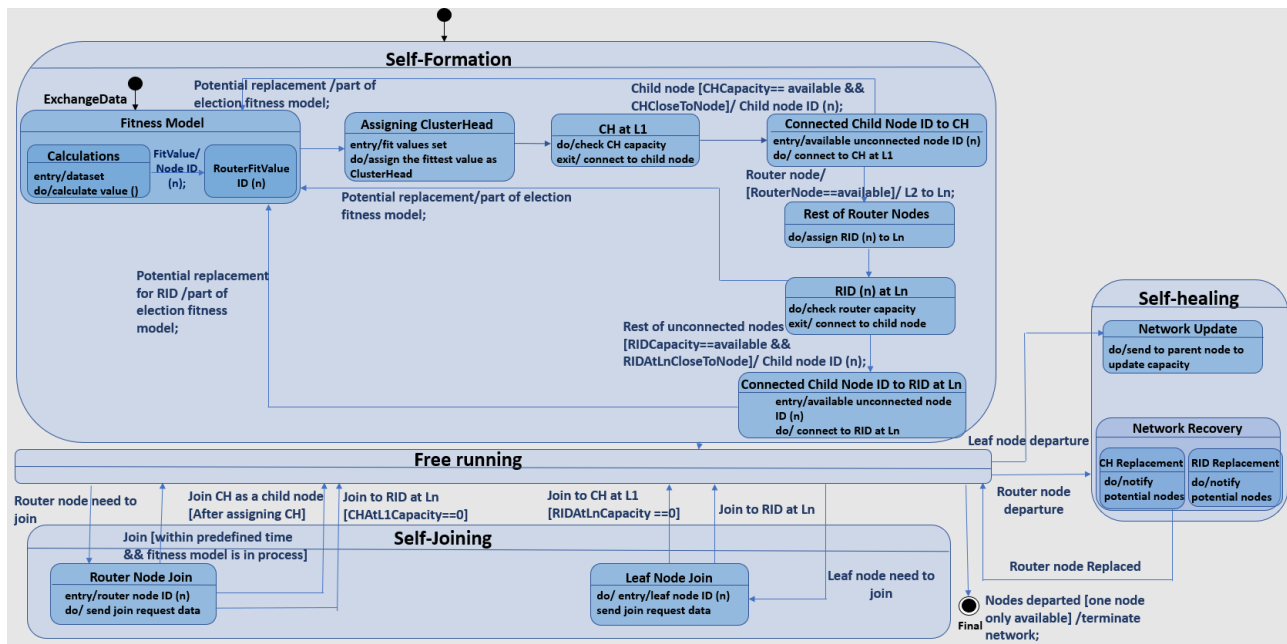 Self-Formation
Potential replacement /part of
election fitness model;
ExchangeData
Child node [CHCapacity== available &&
CHCloseToNode]/ Child node ID (n);
Fitness Model
Calculations
entry/dataset
do/calculate value ()
FitValue/
Node ID
(n);
RouterFitValue
ID (n)
Assigning ClusterHead
entry/fit values set
do/assign the fittest value as
ClusterHead
CH at L1
do/check CH capacity
exit/ connect to child node
Connected Child Node ID to CH
entry/available unconnected node ID (n)
do/ connect to CH at L1
Potential replacement/part of election
fitness model;
Router node/
[RouterNode==available]/ L2 to Ln;
Rest of Router Nodes
do/assign RID (n) to Ln
Potential replacement
for RID /part of
election fitness
model;
RID (n) at Ln
do/check router capacity
exit/ connect to child node
Rest of unconnected nodes
[RIDCapacity==available &&
RIDAtLnCloseToNode]/ Child node ID (n);
Connected Child Node ID to RID at Ln
entry/available unconnected node
ID (n)
do/ connect to RID at Ln
Self-healing
Network Update
do/send to parent node to
update capacity
Leaf node departure
Network Recovery
CH Replacement
do/notify
potential nodes
RID Replacement
do/notify
potential nodes
Free running
Router node
departure
Router node need to
join
Join CH as a child node
[After assigning CH]
Join to RID at Ln
[CHAtL1Capacity==0]
Join to CH at L1
[RIDAtLnCapacity ==0]
Join to RID at Ln
Join [within predefined time
&& fitness model is in process]
Self-Joining
Router Node Join
entry/router node ID (n)
do/ send join request data
Leaf Node Join
do/ entry/leaf node ID (n)
send join request data
Leaf node need to
join
Router node Replaced
Final
Nodes departed [one node
only available] /terminate
network;